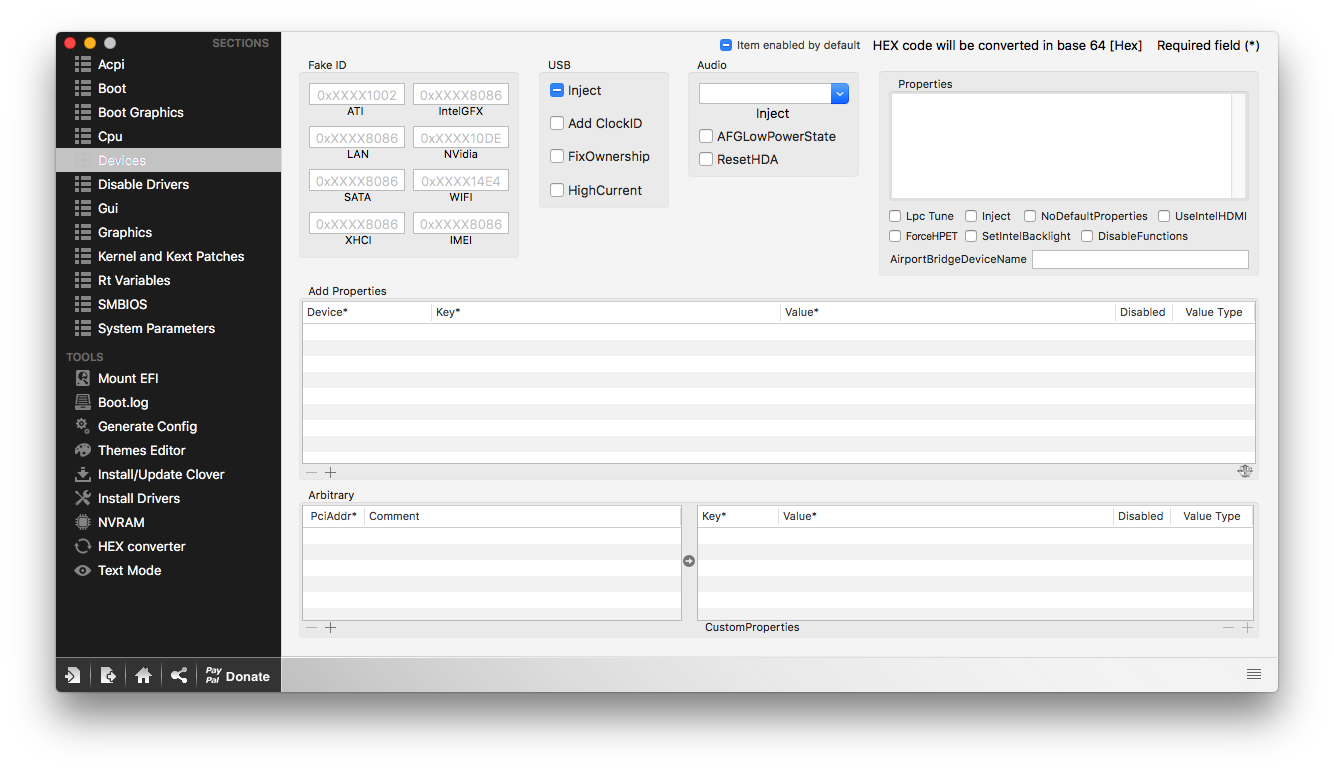 SECTIONS
Acpi
Boot
Boot Graphics
Cpu
Devices
Disable Drivers
Gui
Graphics
Kernel and Kext Patches
Rt Variables
SMBIOS
System Parameters
TOOLS
Mount EFI
Boot.log
Generate Config
Themes Editor
Install/Update Clover
Install Drivers
NVRAM
HEX converter
Text Mode
Pay
Pal
Donate
Item enabled by default HEX code will be converted in base 64 [Hex] Required field (*)
Fake ID
0xXXXX1002 0xXXXX8086
ATI IntelGFX
0xXXXX8086 0xXXXX10DE
LAN NVidia
0xXXXX8086 0xXXXX14E4
SATA WIFI
0xXXXX8086 0xXXXX8086
XHCI IMEI
USB
Inject
Add ClockID
FixOwnership
HighCurrent
Audio
Inject
AFGLowPowerState
ResetHDA
Properties
Lpc Tune Inject NoDefaultProperties UseIntelHDMI
ForceHPET SetIntelBacklight DisableFunctions
AirportBridgeDeviceName
Add Properties
Device* Key* Value* Disabled Value Type
Arbitrary
PciAddr* Comment
Key* Value* Disabled Value Type
CustomProperties